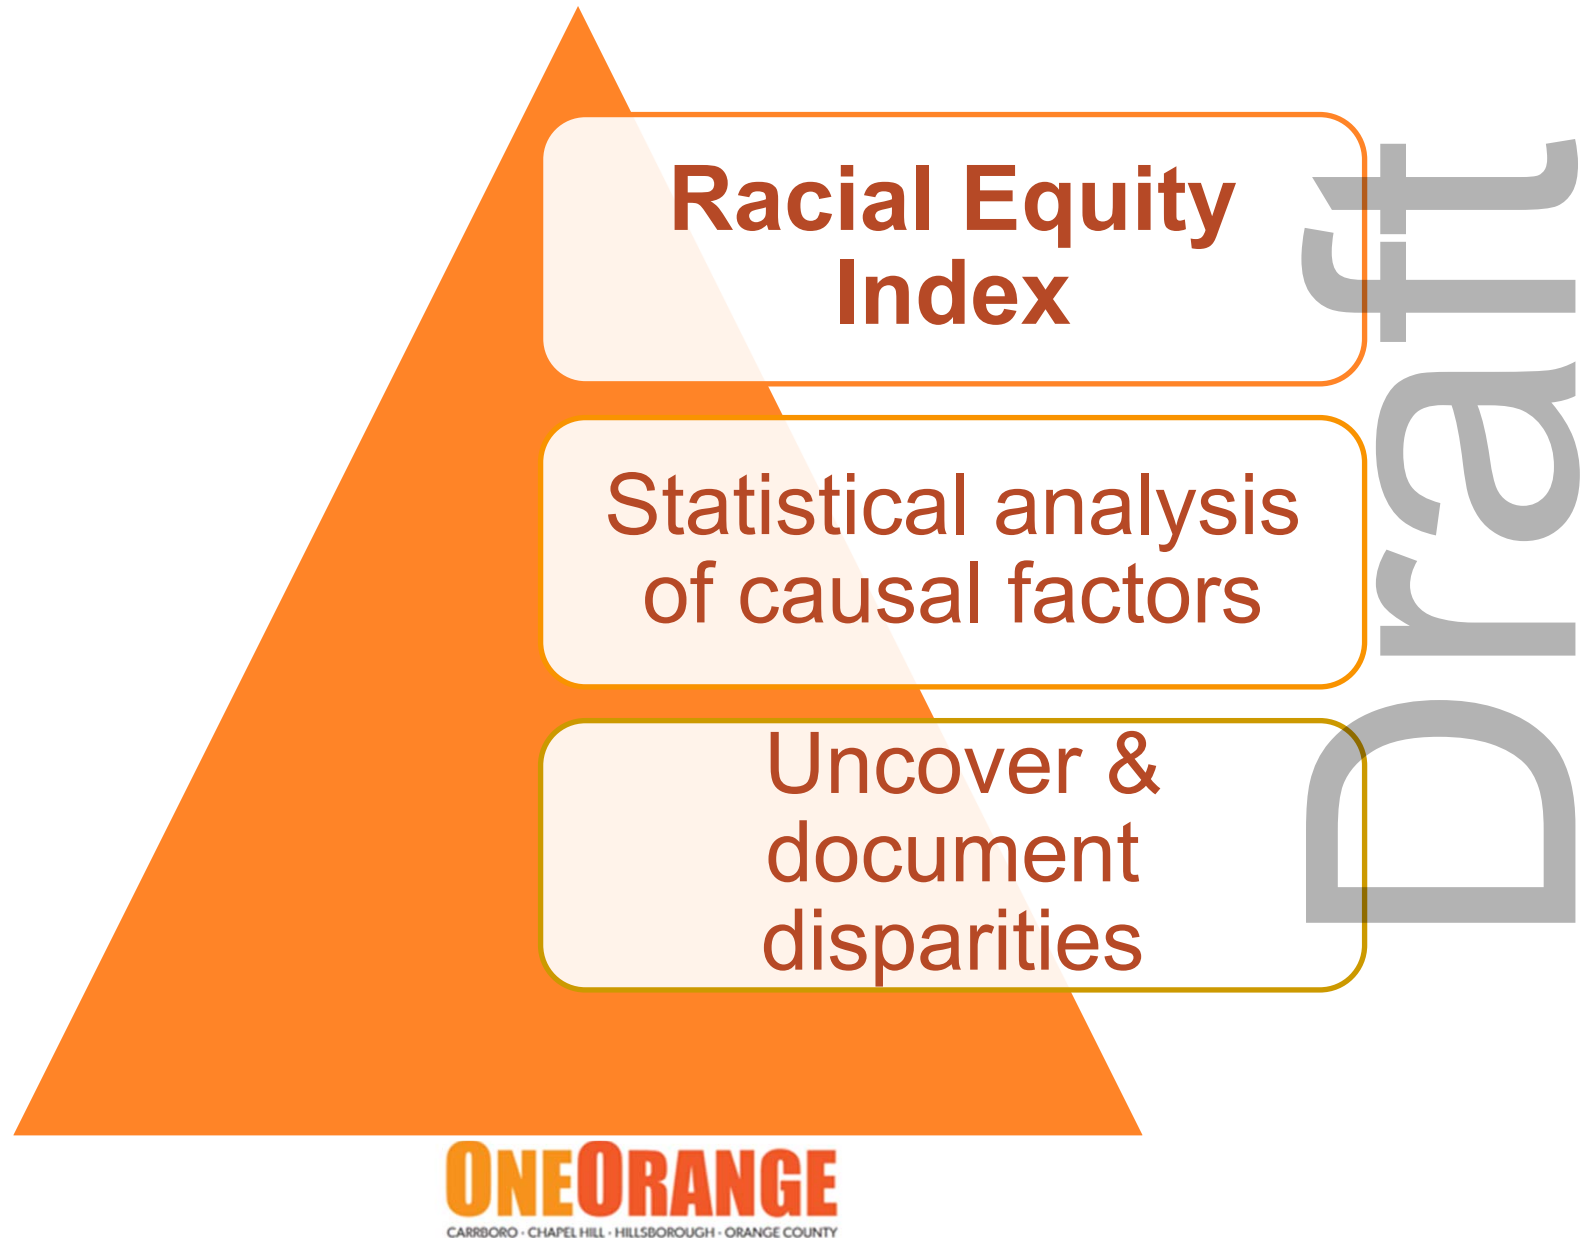 Racial Equity
Index
Statistical analysis
of causal factors
Uncover &
document
disparities
Draft
ONEORANGE
CARRBORO · CHAPEL HILL · HILLSBOROUGH · ORANGE COUNTY